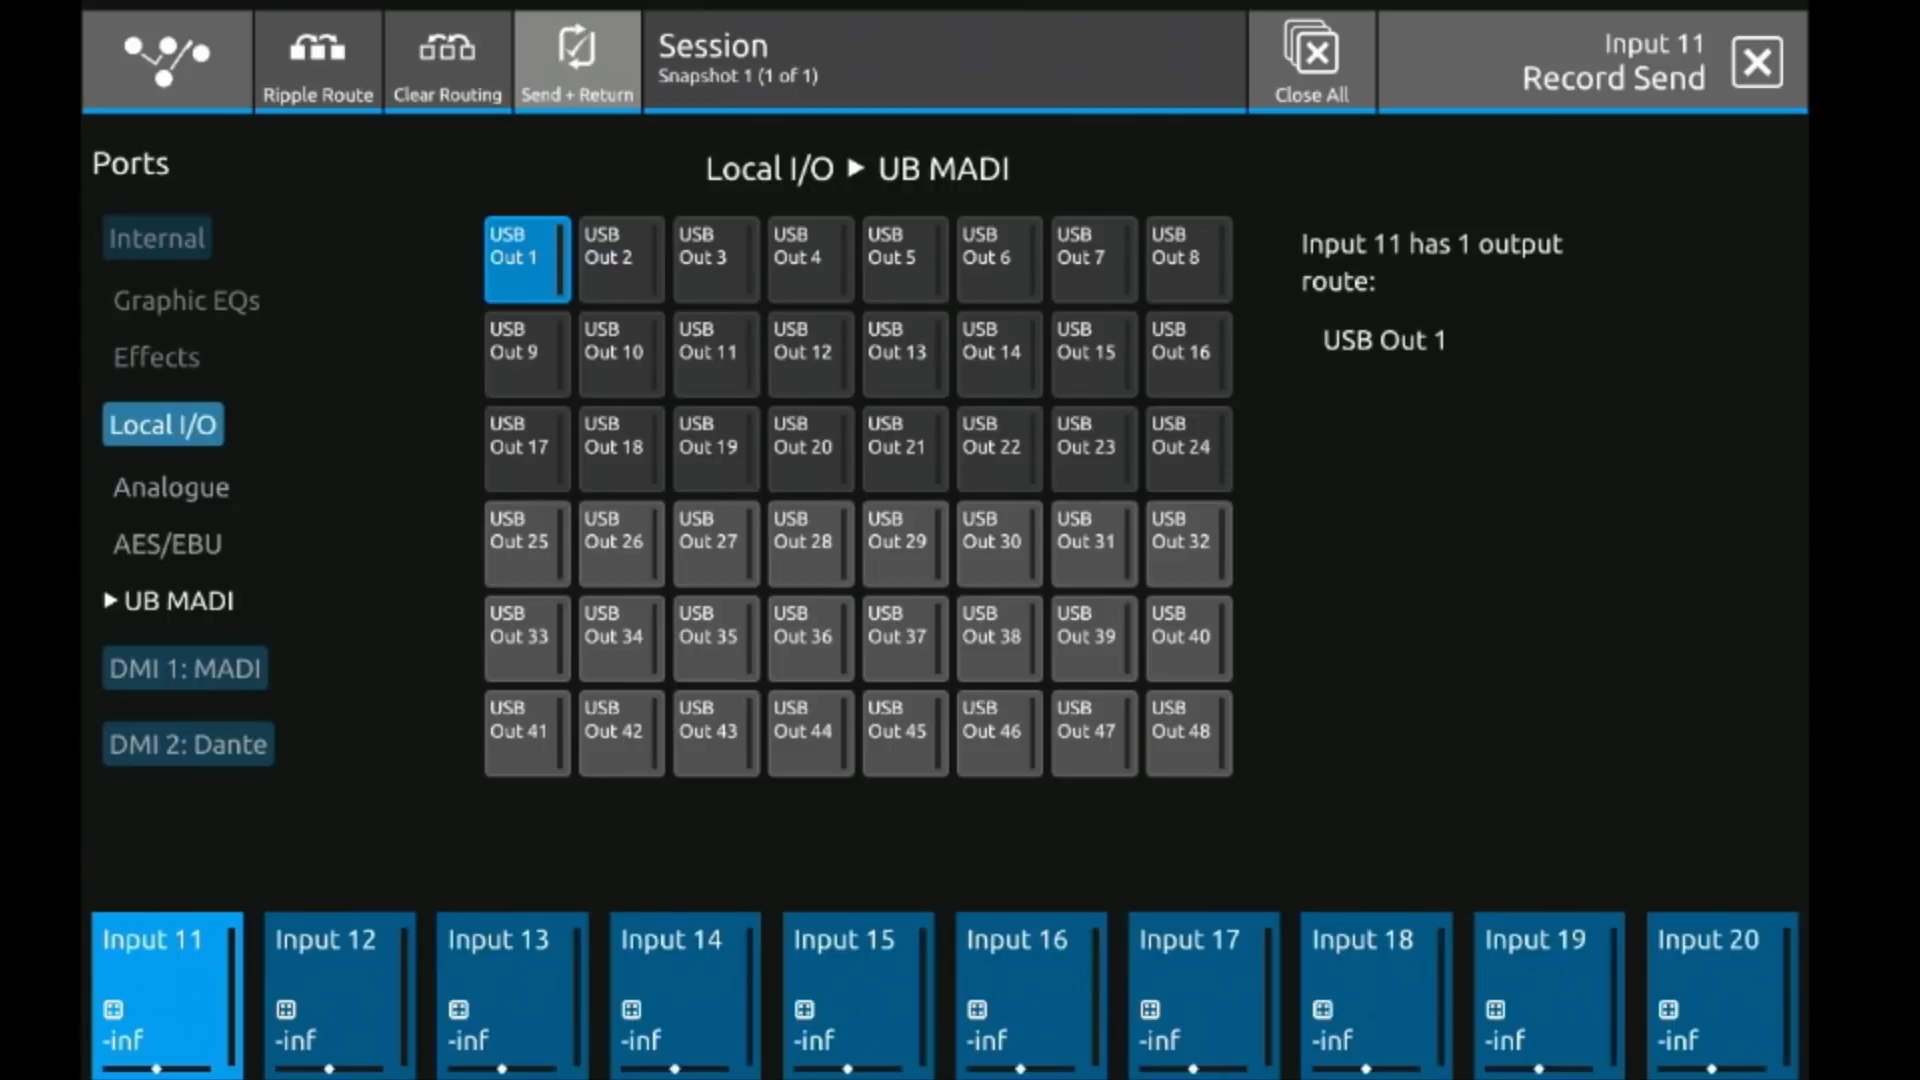 Ripple Route
Clear Routing
Send + Return
Session
Snapshot 1 (1 of 1)
Close All
Input 11
Record Send
Ports
Local I/O ▶ UB MADI
Internal
Graphic EQs
Effects
Local I/O
Analogue
AES/EBU
▶ UB MADI
DMI 1: MADI
DMI 2: Dante
USB Out 1
USB Out 2
USB Out 3
USB Out 4
USB Out 5
USB Out 6
USB Out 7
USB Out 8
USB Out 9
USB Out 10
USB Out 11
USB Out 12
USB Out 13
USB Out 14
USB Out 15
USB Out 16
USB Out 17
USB Out 18
USB Out 19
USB Out 20
USB Out 21
USB Out 22
USB Out 23
USB Out 24
USB Out 25
USB Out 26
USB Out 27
USB Out 28
USB Out 29
USB Out 30
USB Out 31
USB Out 32
USB Out 33
USB Out 34
USB Out 35
USB Out 36
USB Out 37
USB Out 38
USB Out 39
USB Out 40
USB Out 41
USB Out 42
USB Out 43
USB Out 44
USB Out 45
USB Out 46
USB Out 47
USB Out 48
Input 11 has 1 output
route:
USB Out 1
Input 11
-inf
Input 12
-inf
Input 13
-inf
Input 14
-inf
Input 15
-inf
Input 16
-inf
Input 17
-inf
Input 18
-inf
Input 19
-inf
Input 20
-inf